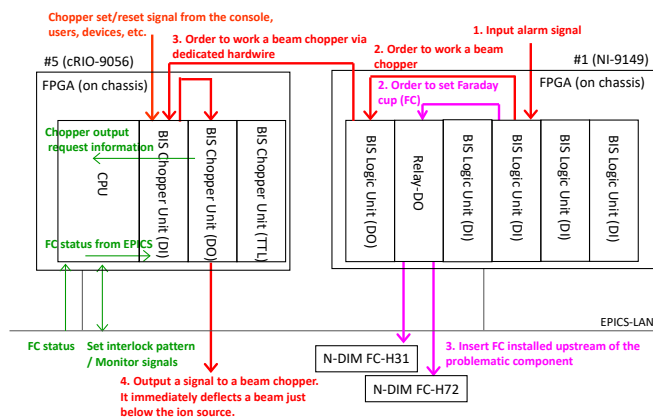 Chopper set/reset signal from the console,
users, devices, etc.
3. Order to work a beam chopper via
dedicated hardwire
1. Input alarm signal
2. Order to work a beam
chopper
2. Order to set Faraday
cup (FC)
#5 (cRIO-9056)
FPGA (on chassis)
#1 (NI-9149)
FPGA (on chassis)
Chopper output
request information
CPU
BIS Chopper
Unit (DI)
BIS Chopper
Unit (DO)
BIS Chopper Unit (TTL)
BIS Logic Unit (DO)
Relay-DO
BIS Logic Unit (DI)
BIS Logic Unit (DI)
BIS Logic Unit (DI)
BIS Logic Unit (DI)
FC status from EPICS
EPICS-LAN
FC status
Set interlock pattern
/ Monitor signals
N-DIM FC-H31
3. Insert FC installed upstream of the
problematic component
N-DIM FC-H72
4. Output a signal to a beam chopper.
It immediately deflects a beam just
below the ion source.